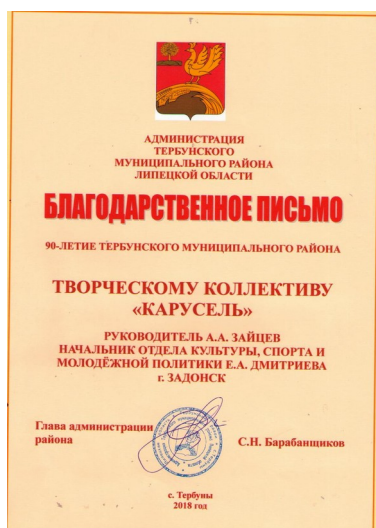 АДМИНИСТРАЦИЯ
ТЕРБУНСКОГО
МУНИЦИПАЛЬНОГО РАЙОНА
ЛИПЕЦКОЙ ОБЛАСТИ
БЛАГОДАРСТВЕННОЕ ПИСЬМО
90-ЛЕТИЕ ТЕРБУНСКОГО МУНИЦИПАЛЬНОГО РАЙОНА
ТВОРЧЕСКОМУ КОЛЛЕКТИВУ
«КАРУСЕЛЬ»
РУКОВОДИТЕЛЬ А.А. ЗАЙЦЕВ
НАЧАЛЬНИК ОТДЕЛА КУЛЬТУРЫ, СПОРТА И
МОЛОДЁЖНОЙ ПОЛИТИКИ Е.А. ДМИТРИЕВА
г. ЗАДОНСК
Глава администрации
района
С.Н. Барабанщиков
с. Тербуны
2018 год